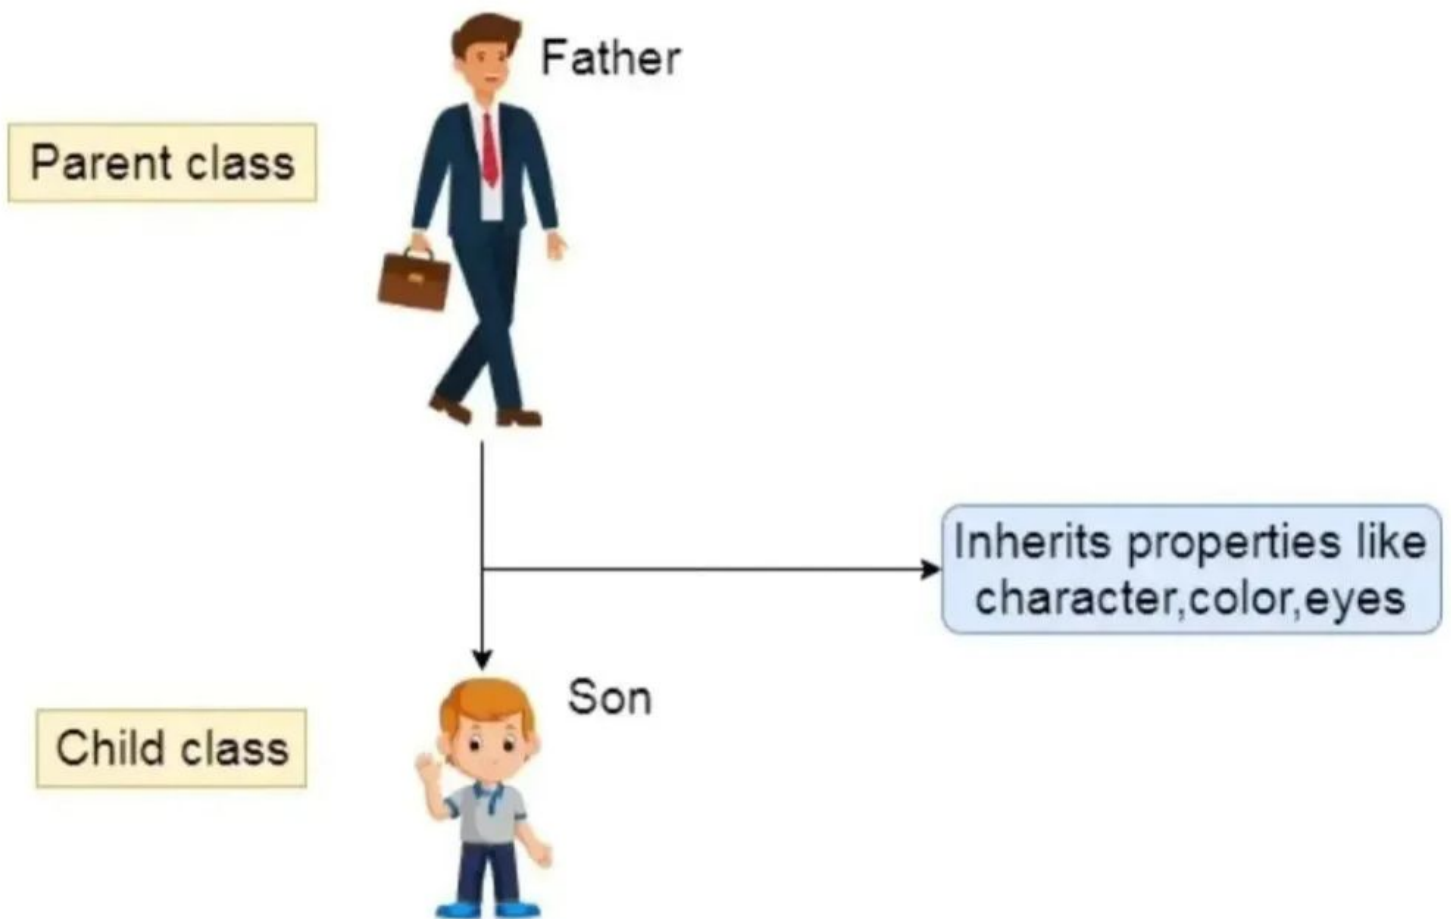 Father
Parent class
Inherits properties like
character,color,eyes
Son
Child class